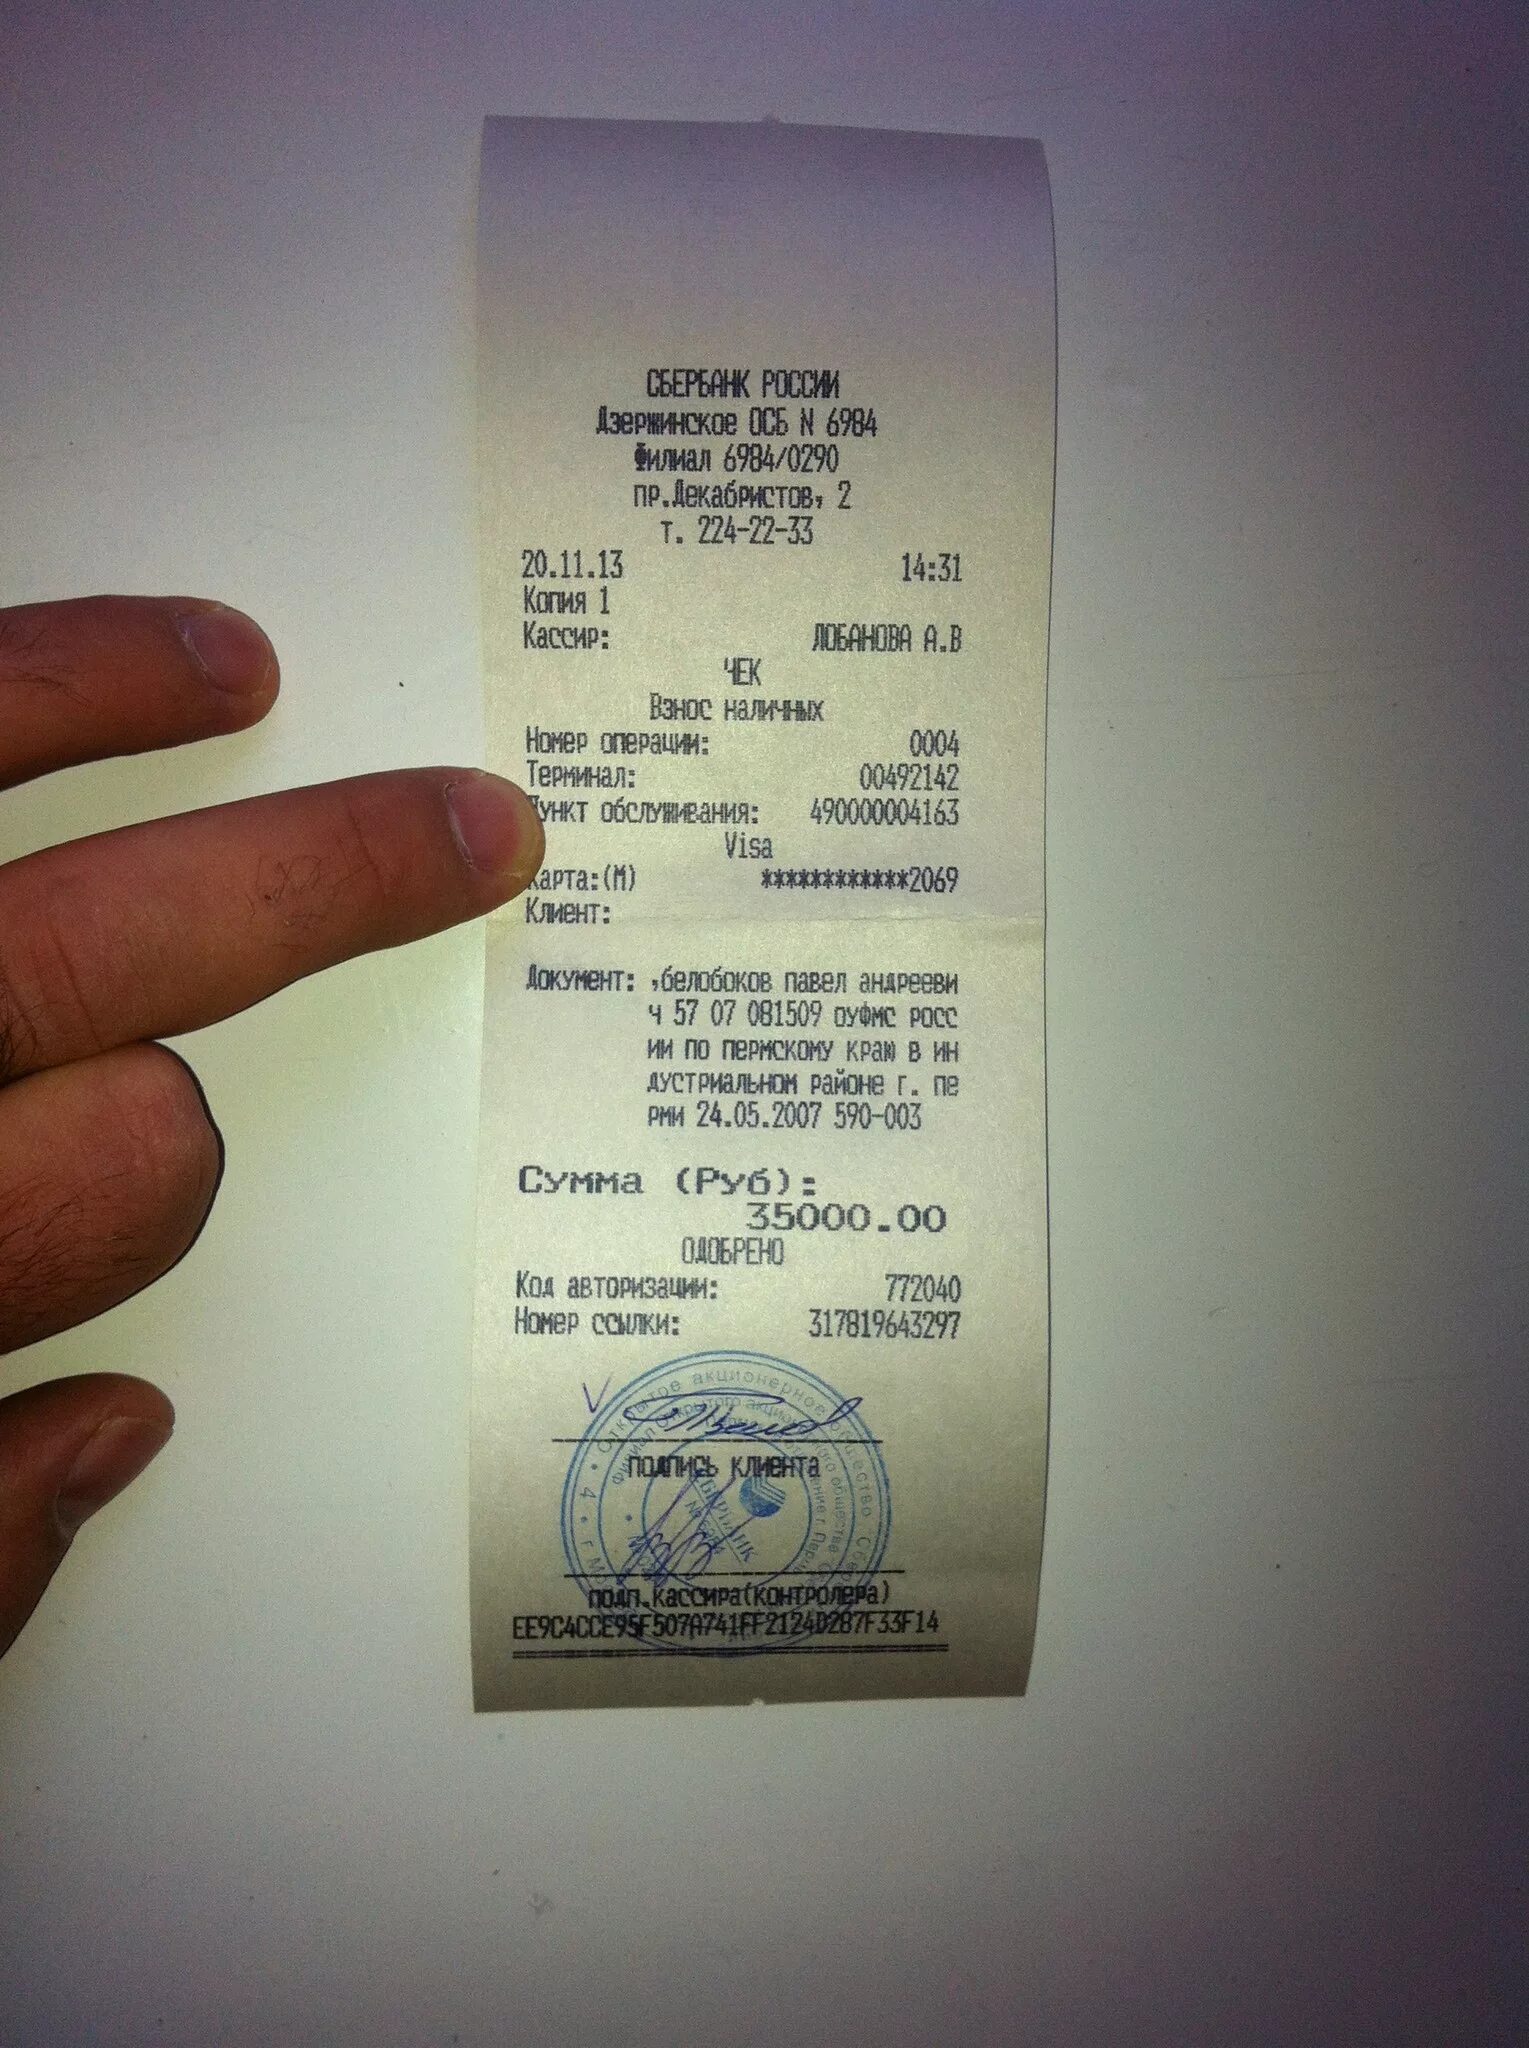 СБЕРБАНК РОССИИ
Дзержинское ОСБ N 6984
Филиал 6984/0290
пр.Декабристов, 2
т. 224-22-33
20.11.13 14:31
Копия 1
Кассир: ЛОБАНОВА А.В
ЧЕК
Взнос наличных
Номер операции: 0004
Терминал: 00492142
Пункт обслуживания: 490000004163
Visa
Карта:(М) ************2069
Клиент:
Документ: ,белобоков павел андрееви
ч 57 07 081509 оуфмс росс
ии по пермскому краю в ин
дустриальном районе г. пе
рми 24.05.2007 590-003
Сумма (Руб):
35000.00
ОДОБРЕНО
Код авторизации: 772040
Номер ссылки: 317819643297
Открытое акционерное общество
подпись клиента
подп.кассира(контролера)
EE9C4CCE95F507A741FF2124D287F33F14